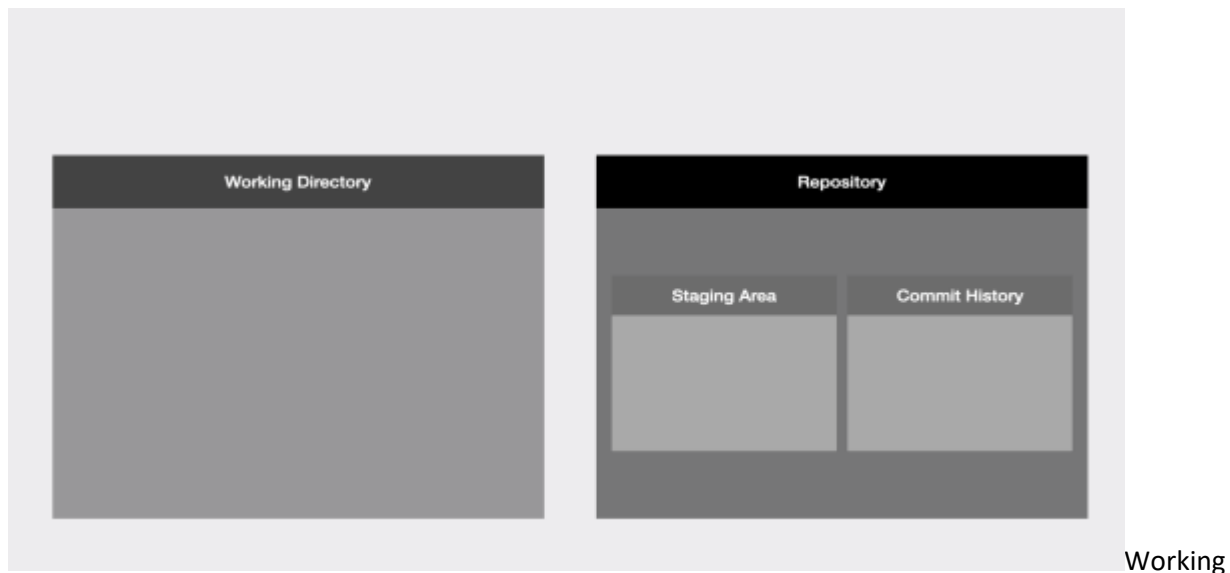 Working Directory
Repository
Staging Area
Commit History
Working